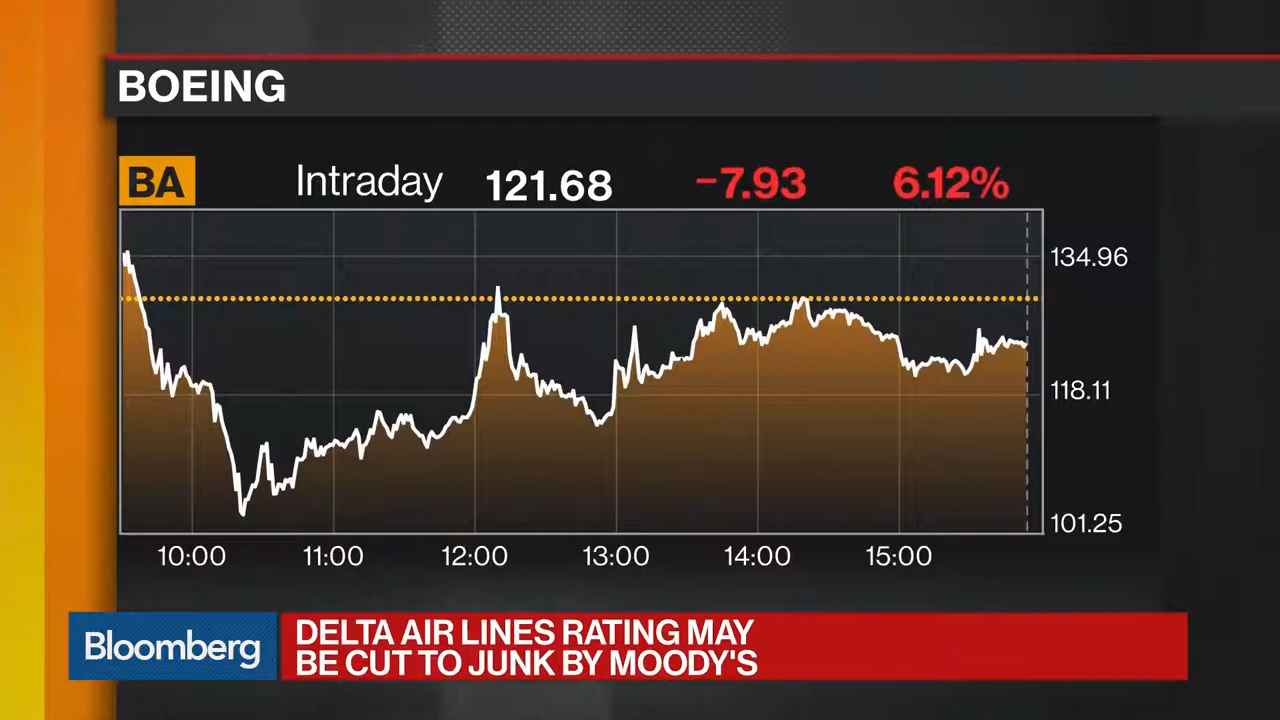 BOEING
BA Intraday 121.68 −7.93 6.12%
134.96
118.11
101.25
10:00 11:00 12:00 13:00 14:00 15:00
Bloomberg
DELTA AIR LINES RATING MAY
BE CUT TO JUNK BY MOODY'S